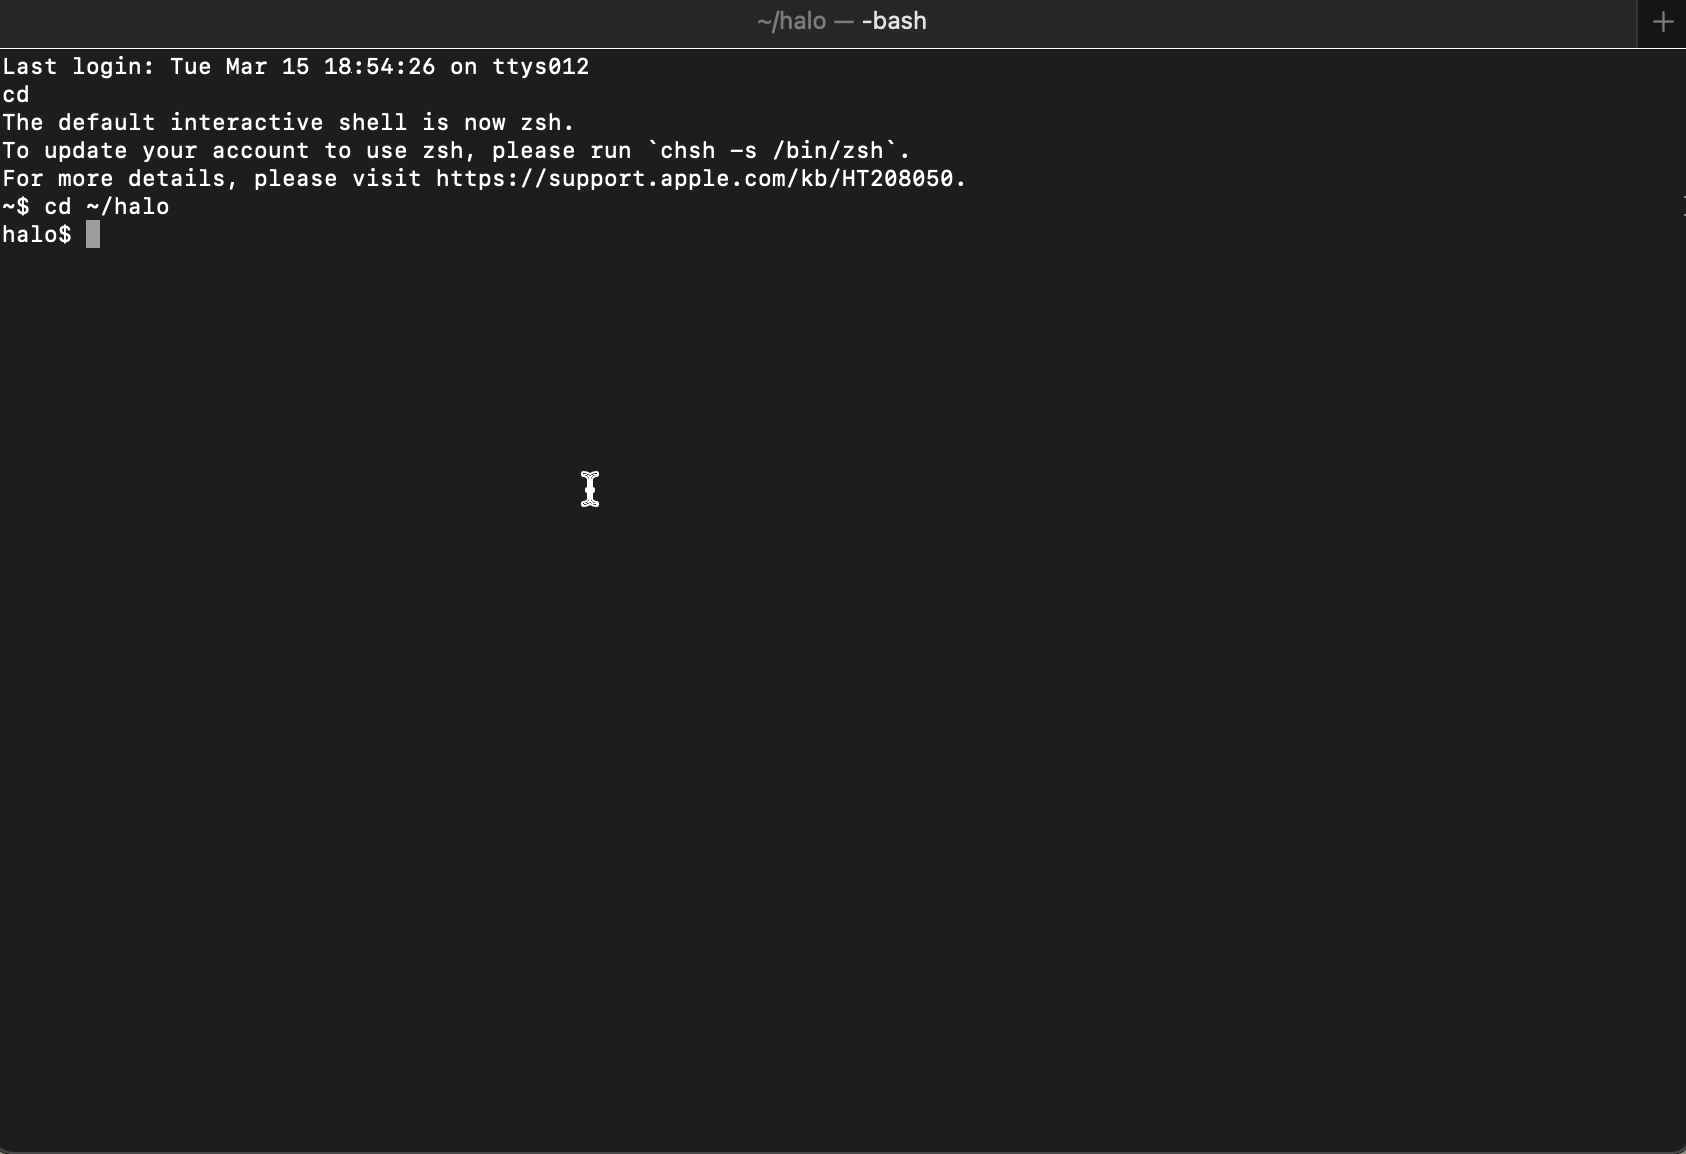 ~/halo — -bash
Last login: Tue Mar 15 18:54:26 on ttys012
cd
The default interactive shell is now zsh.
To update your account to use zsh, please run `chsh -s /bin/zsh`.
For more details, please visit https://support.apple.com/kb/HT208050.
~$ cd ~/halo
halo$